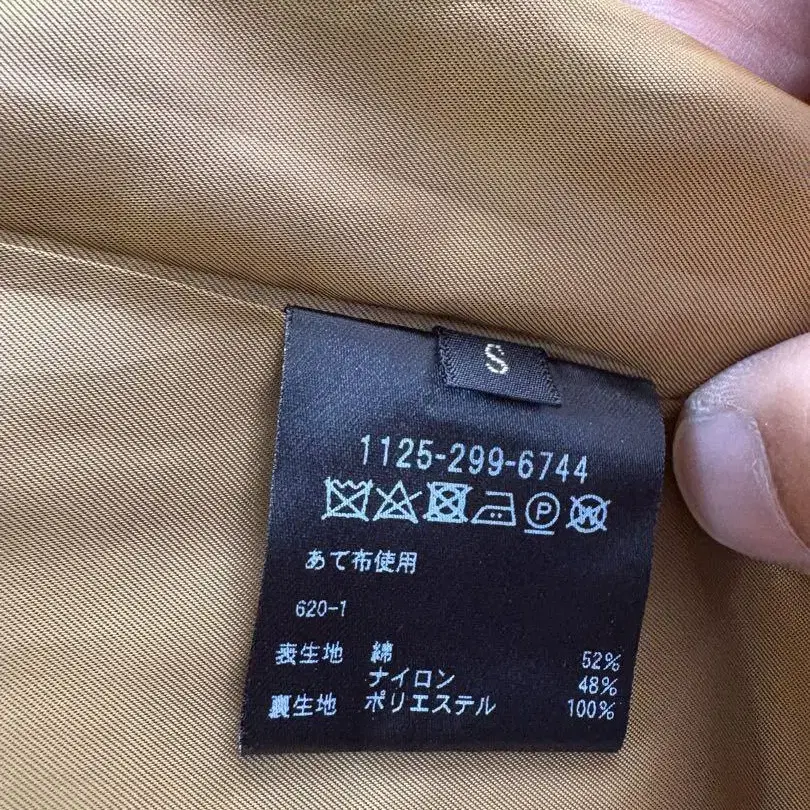 S
1125-299-6744
P W
あて布使用
620-1
表生地 綿 52%
ナイロン 48%
裏生地 ポリエステル 100%